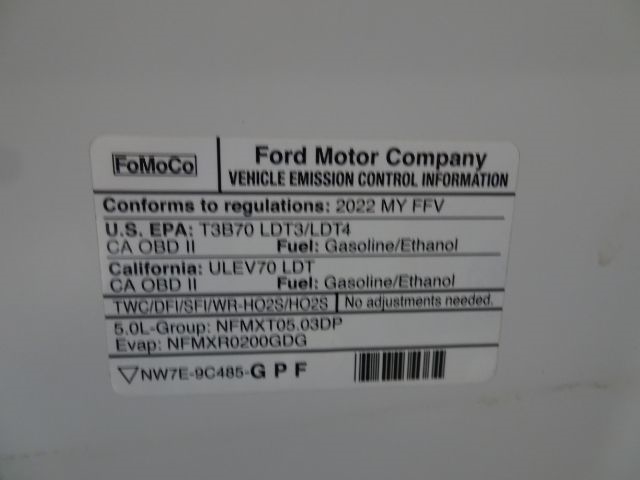 FoMoCo
Ford Motor Company
VEHICLE EMISSION CONTROL INFORMATION
Conforms to regulations: 2022 MY FFV
U.S. EPA: T3B70 LDT3/LDT4
CA OBD II Fuel: Gasoline/Ethanol
California: ULEV70 LDT
CA OBD II Fuel: Gasoline/Ethanol
TWC/DFI/SFI/WR-HO2S/HO2S No adjustments needed.
5.0L-Group: NFMXT05.03DP
Evap: NFMXR0200GDG
NW7E-9C485-GPF